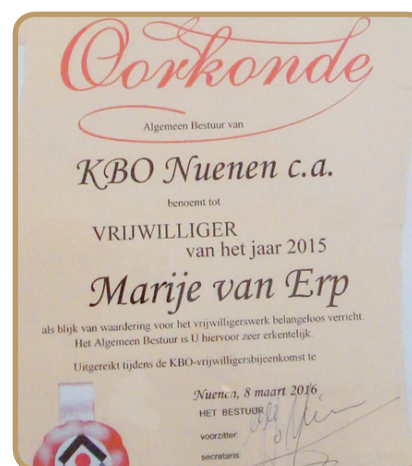 Oorkonde
Algemeen Bestuur van
KBO Nuenen c.a.
benoemt tot
VRIJWILLIGER
van het jaar 2015
Marije van Erp
als blijk van waardering voor het vrijwilligerswerk belangeloos verricht.
Het Algemeen Bestuur is U hiervoor zeer erkentelijk.
Uitgereikt tijdens de KBO-vrijwilligersbijeenkomst te
Nuenen, 8 maart 2016
HET BESTUUR
voorzitter
secretaris